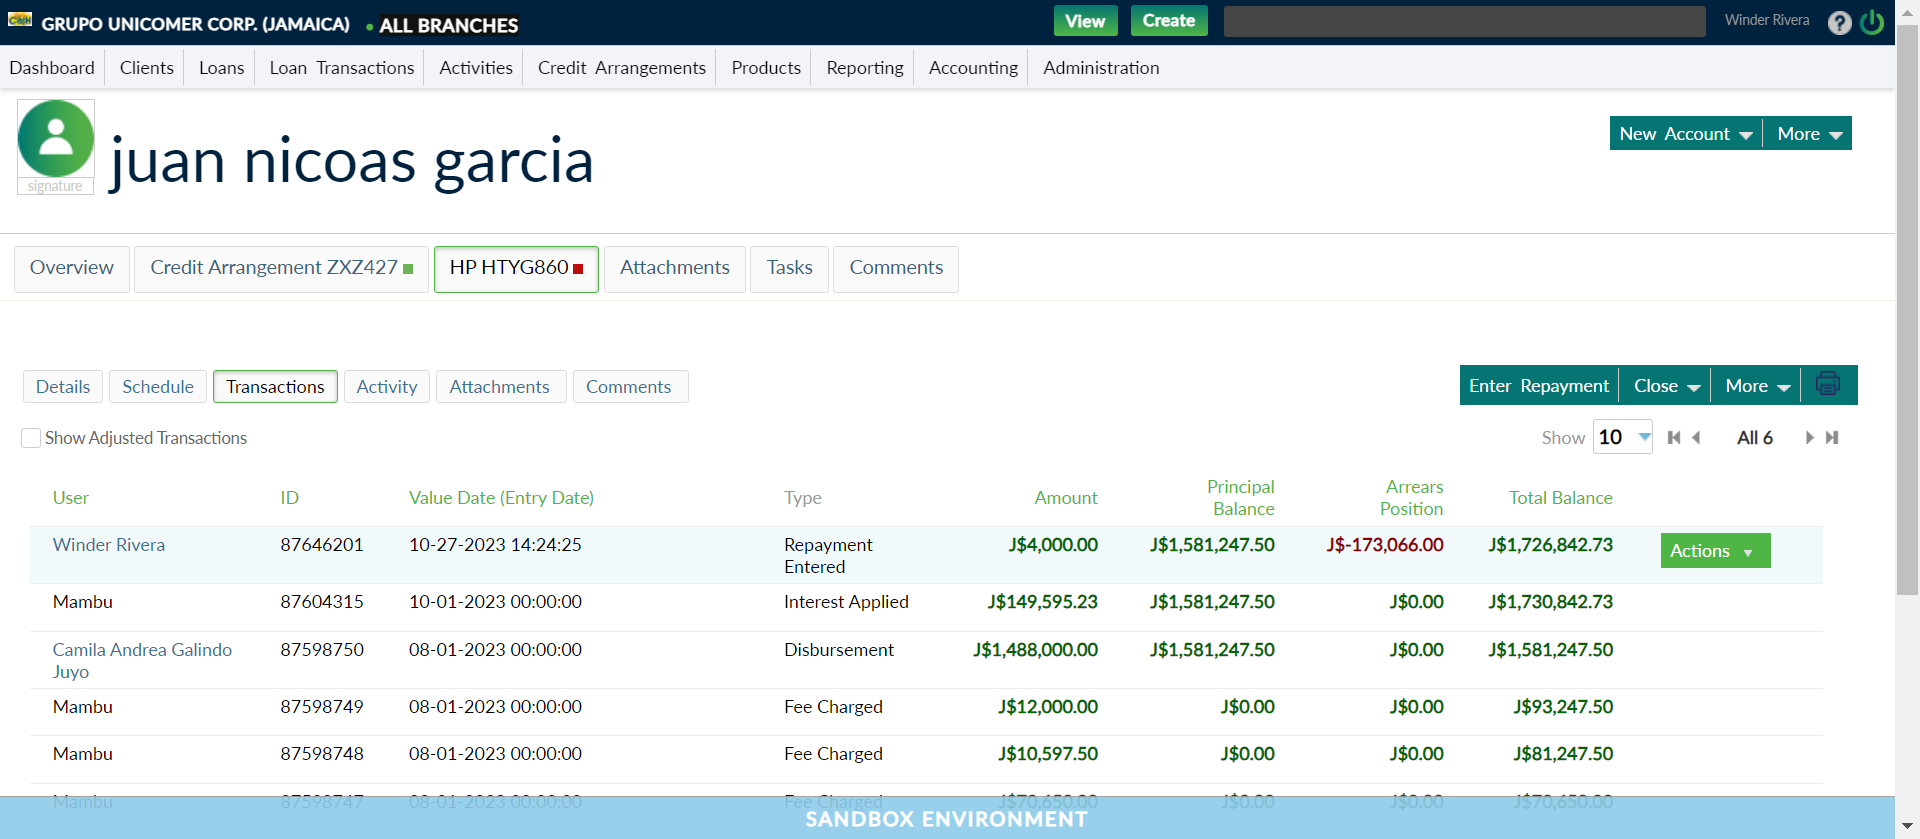 GRUPO UNICOMER CORP. (JAMAICA) • ALL BRANCHES View Create Winder Rivera ?
Dashboard Clients Loans Loan Transactions Activities Credit Arrangements Products Reporting Accounting Administration
signature
juan nicoas garcia
New Account More
Overview Credit Arrangement ZXZ427 HP HTYG860 Attachments Tasks Comments
Details Schedule Transactions Activity Attachments Comments Enter Repayment Close More
Show Adjusted Transactions Show 10 All 6
User ID Value Date (Entry Date) Type Amount Principal Balance Arrears Position Total Balance
Winder Rivera 87646201 10-27-2023 14:24:25 Repayment Entered J$4,000.00 J$1,581,247.50 J$-173,066.00 J$1,726,842.73 Actions
Mambu 87604315 10-01-2023 00:00:00 Interest Applied J$149,595.23 J$1,581,247.50 J$0.00 J$1,730,842.73
Camila Andrea Galindo Juyo 87598750 08-01-2023 00:00:00 Disbursement J$1,488,000.00 J$1,581,247.50 J$0.00 J$1,581,247.50
Mambu 87598749 08-01-2023 00:00:00 Fee Charged J$12,000.00 J$0.00 J$0.00 J$93,247.50
Mambu 87598748 08-01-2023 00:00:00 Fee Charged J$10,597.50 J$0.00 J$0.00 J$81,247.50
Mambu 87598747 08-01-2023 00:00:00 Fee Charged J$70,650.00 J$0.00 J$0.00 J$70,650.00
SANDBOX ENVIRONMENT